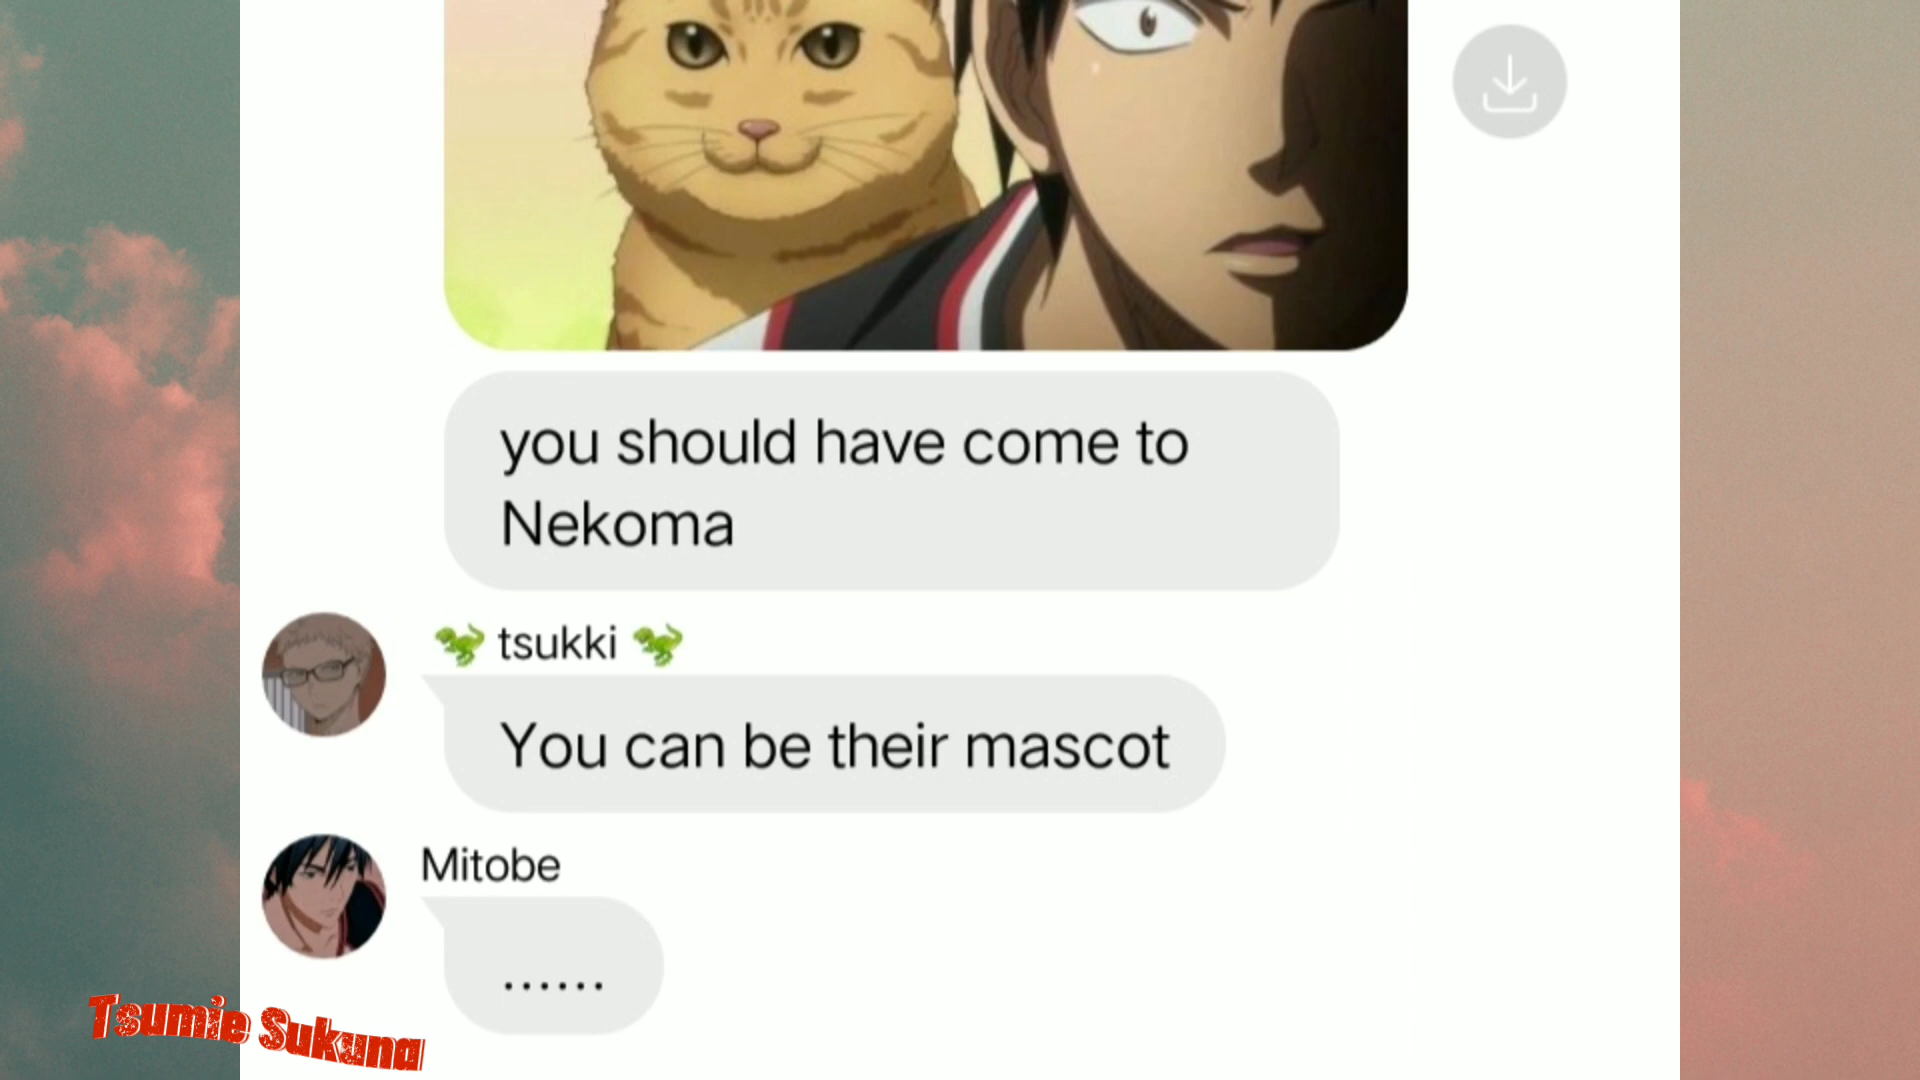 you should have come to
Nekoma
🦖 tsukki 🦖
You can be their mascot
Mitobe
......
Tsumie Sukuna